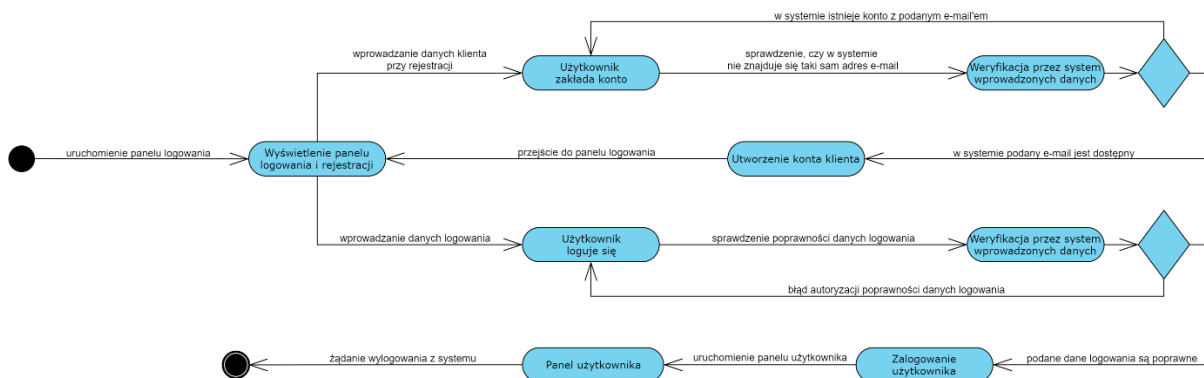 w systemie istnieje konto z podanym e-mail'em
wprowadzanie danych klienta
przy rejestracji
Użytkownik
zakłada konto
sprawdzenie, czy w systemie
nie znajduje się taki sam adres e-mail
Weryfikacja przez system
wprowadzonych danych
uruchomienie panelu logowania
Wyświetlenie panelu
logowania i rejestracji
przejście do panelu logowania
Utworzenie konta klienta
w systemie podany e-mail jest dostępny
wprowadzanie danych logowania
Użytkownik
loguje się
sprawdzenie poprawności danych logowania
Weryfikacja przez system
wprowadzonych danych
błąd autoryzacji poprawności danych logowania
żądanie wylogowania z systemu
Panel użytkownika
uruchomienie panelu użytkownika
Zalogowanie
użytkownika
podane dane logowania są poprawne